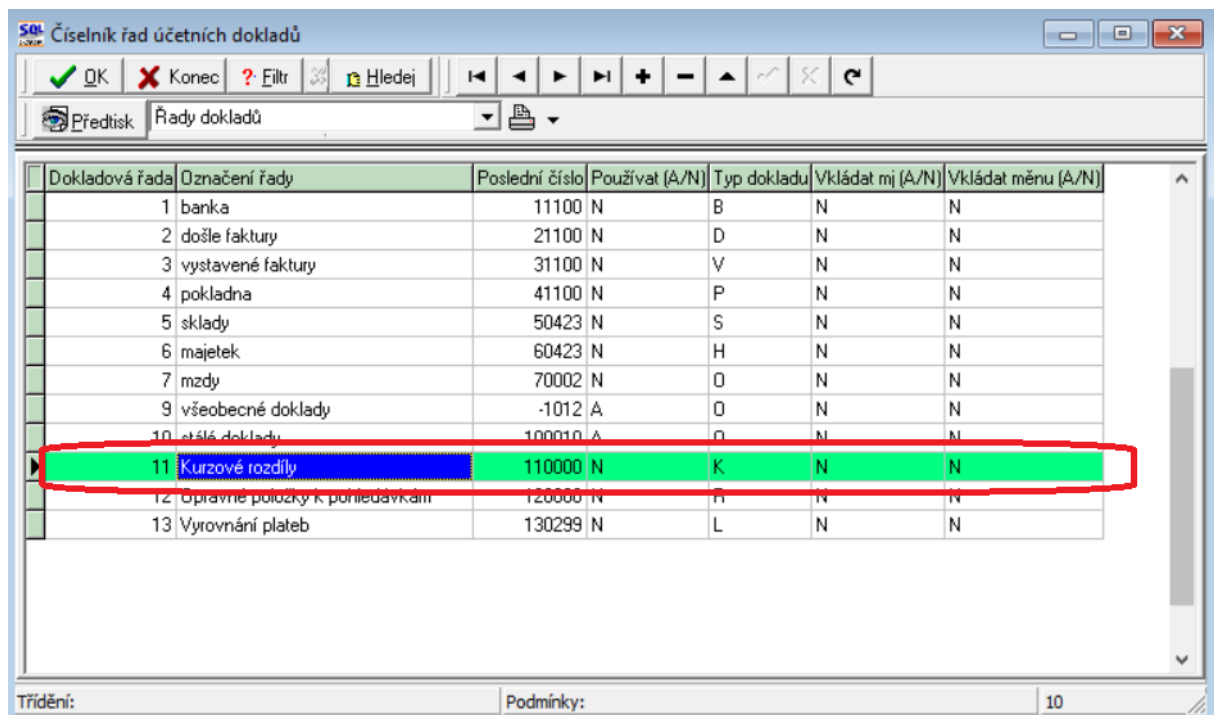 SQL Číselník řad účetních dokladů
OK Konec ? Filtr Hledej
Předtisk Řady dokladů
Dokladová řada Označení řady Poslední číslo Používat (A/N) Typ dokladu Vkládat mj (A/N) Vkládat měnu (A/N)
1 banka 11100 N B N N
2 došle faktury 21100 N D N N
3 vystavené faktury 31100 N V N N
4 pokladna 41100 N P N N
5 sklady 50423 N S N N
6 majetek 60423 N H N N
7 mzdy 70002 N O N N
9 všeobecné doklady -1012 A O N N
10 stálé doklady 100010 A O N N
11 Kurzové rozdíly 110000 N K N N
12 Opravné položky k pohledávkám 120000 N R N N
13 Vyrovnání plateb 130299 N L N N
Třídění: Podmínky: 10